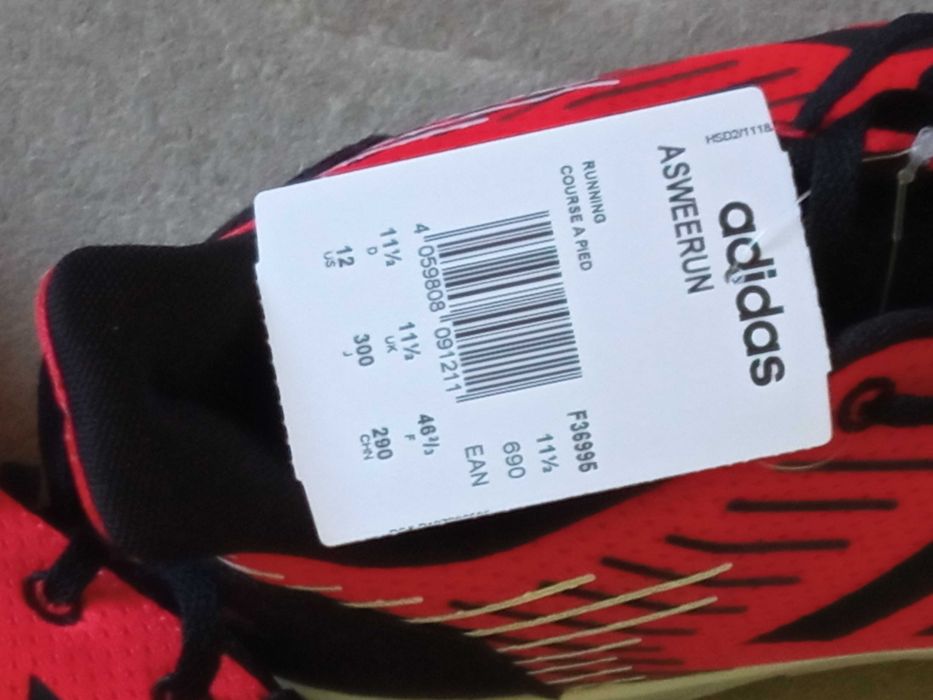 adidas
HSD2/1118
ASWEERUN
RUNNING
COURSE A PIED
F36995
11½
690
EAN
4 059808 091211
11½ 11½ 46⅔
D UK F
12 300 290
US J CHN